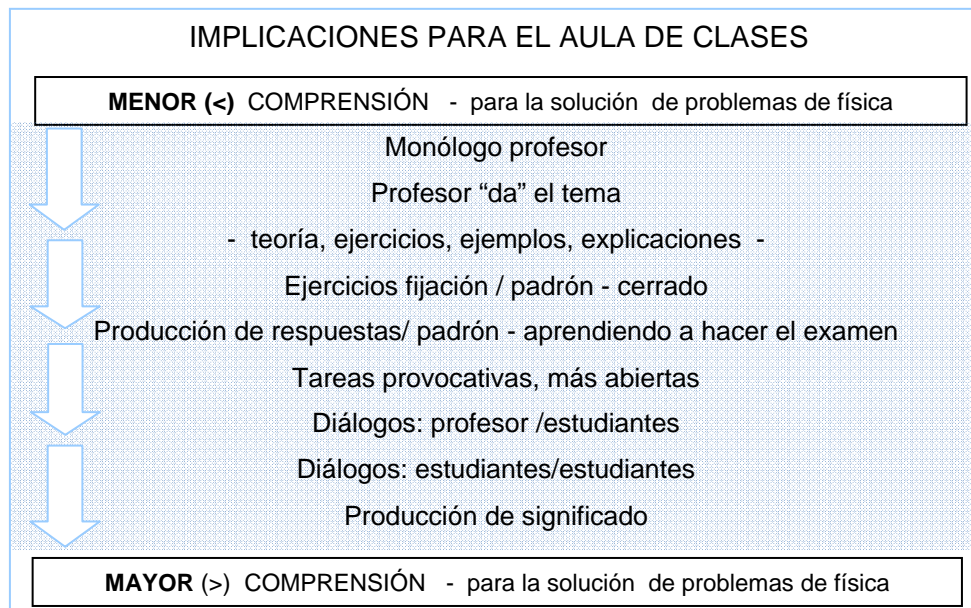 IMPLICACIONES PARA EL AULA DE CLASES
MENOR (<) COMPRENSIÓN - para la solución de problemas de física
Monólogo profesor
Profesor “da” el tema
- teoría, ejercicios, ejemplos, explicaciones -
Ejercicios fijación / padrón - cerrado
Producción de respuestas/ padrón - aprendiendo a hacer el examen
Tareas provocativas, más abiertas
Diálogos: profesor /estudiantes
Diálogos: estudiantes/estudiantes
Producción de significado
MAYOR (>) COMPRENSIÓN - para la solución de problemas de física